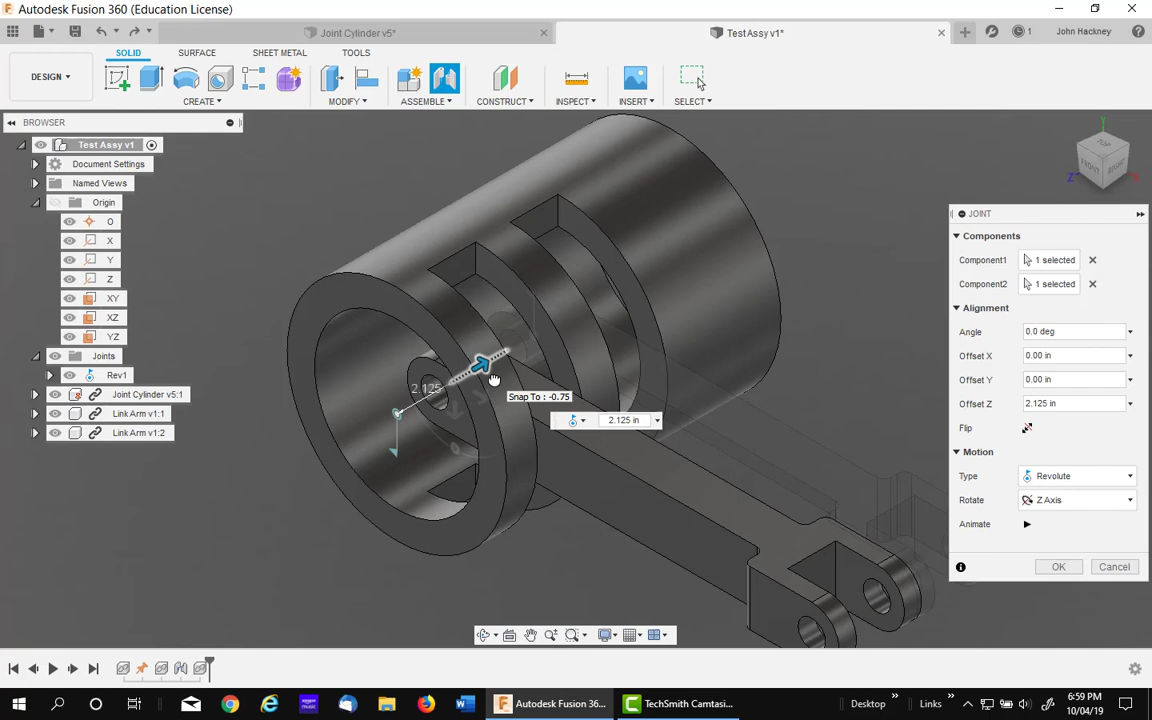 Autodesk Fusion 360 (Education License)
Joint Cylinder v5*
Test Assy v1*
1
John Hackney
SOLID
SURFACE
SHEET METAL
TOOLS
DESIGN
CREATE
MODIFY
ASSEMBLE
CONSTRUCT
INSPECT
INSERT
SELECT
BROWSER
Test Assy v1
Document Settings
Named Views
Origin
O
X
Y
Z
XY
XZ
YZ
Joints
Rev1
Joint Cylinder v5:1
Link Arm v1:1
Link Arm v1:2
Y
TOP
FRONT
RIGHT
Z
X
2.125
Snap To : -0.75
2.125 in
JOINT
Components
Component1 1 selected
Component2 1 selected
Alignment
Angle 0.0 deg
Offset X 0.00 in
Offset Y 0.00 in
Offset Z 2.125 in
Flip
Motion
Type Revolute
Rotate Z Axis
Animate
OK Cancel
Autodesk Fusion 36...
TechSmith Camtasi...
Desktop
Links
6:59 PM
10/04/19